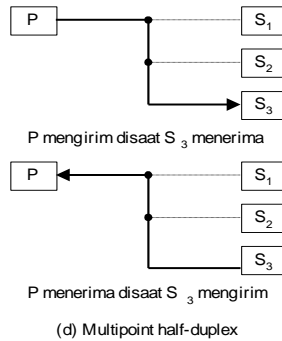 P
S1
S2
S3
P mengirim disaat S3 menerima
P
S1
S2
S3
P menerima disaat S3 mengirim
(d) Multipoint half-duplex